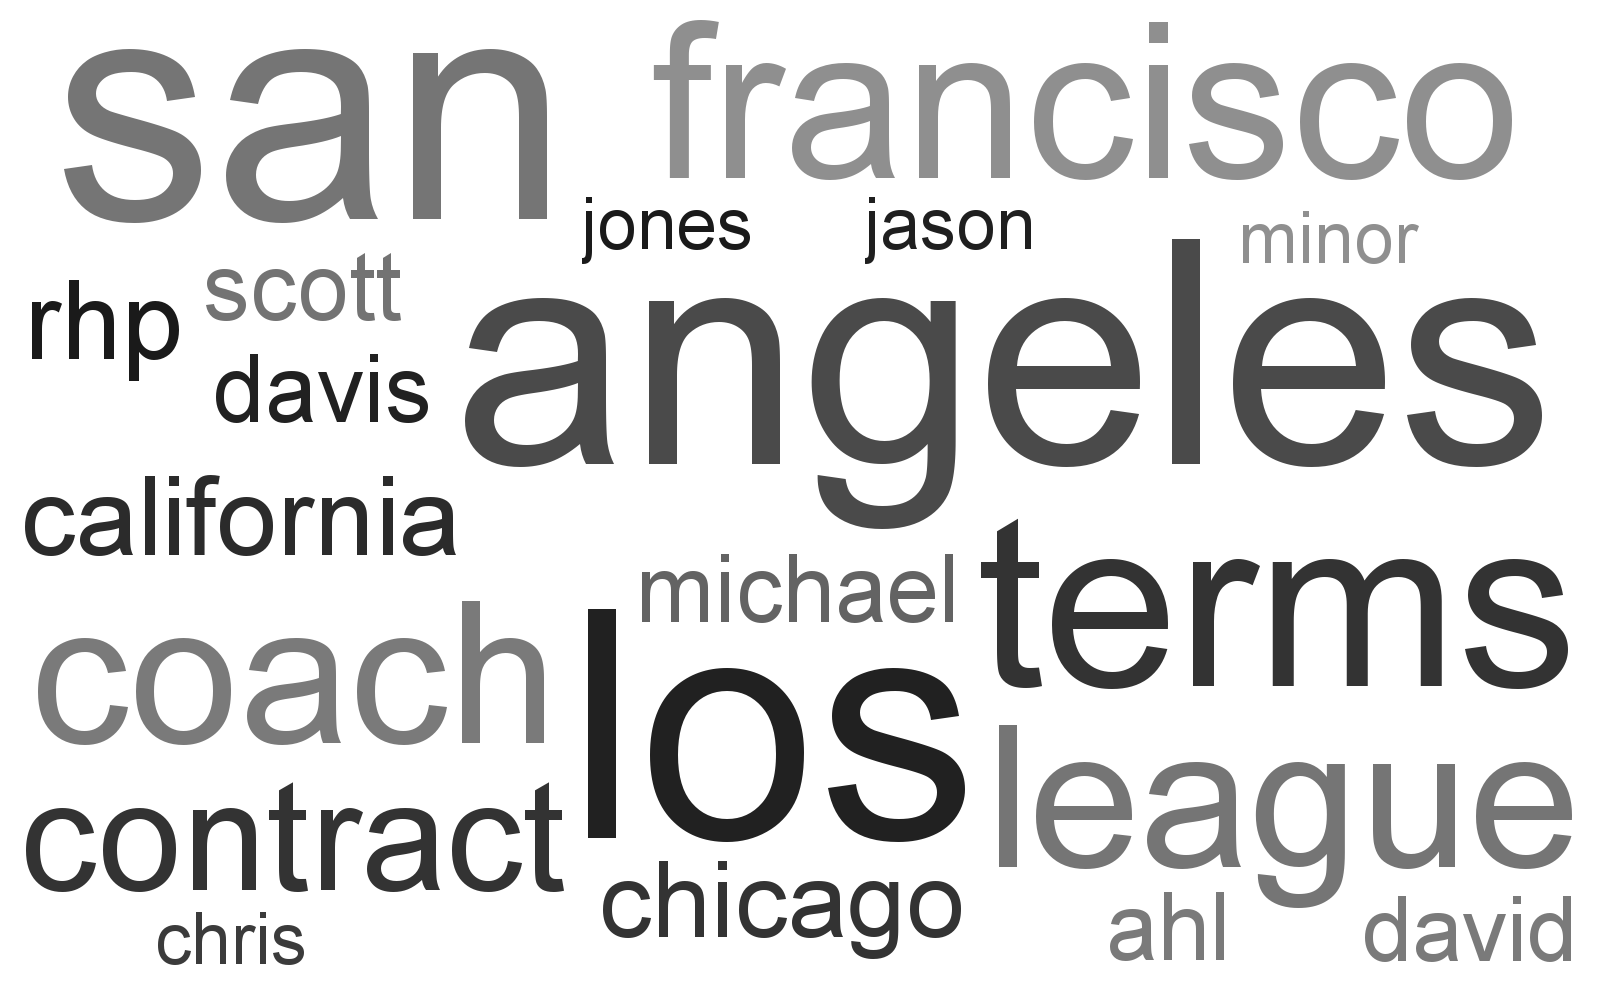 san francisco
jones jason minor
scott
rhp
angeles
davis
california
michael terms
coach
los
league
contract
chicago
chris ahl david